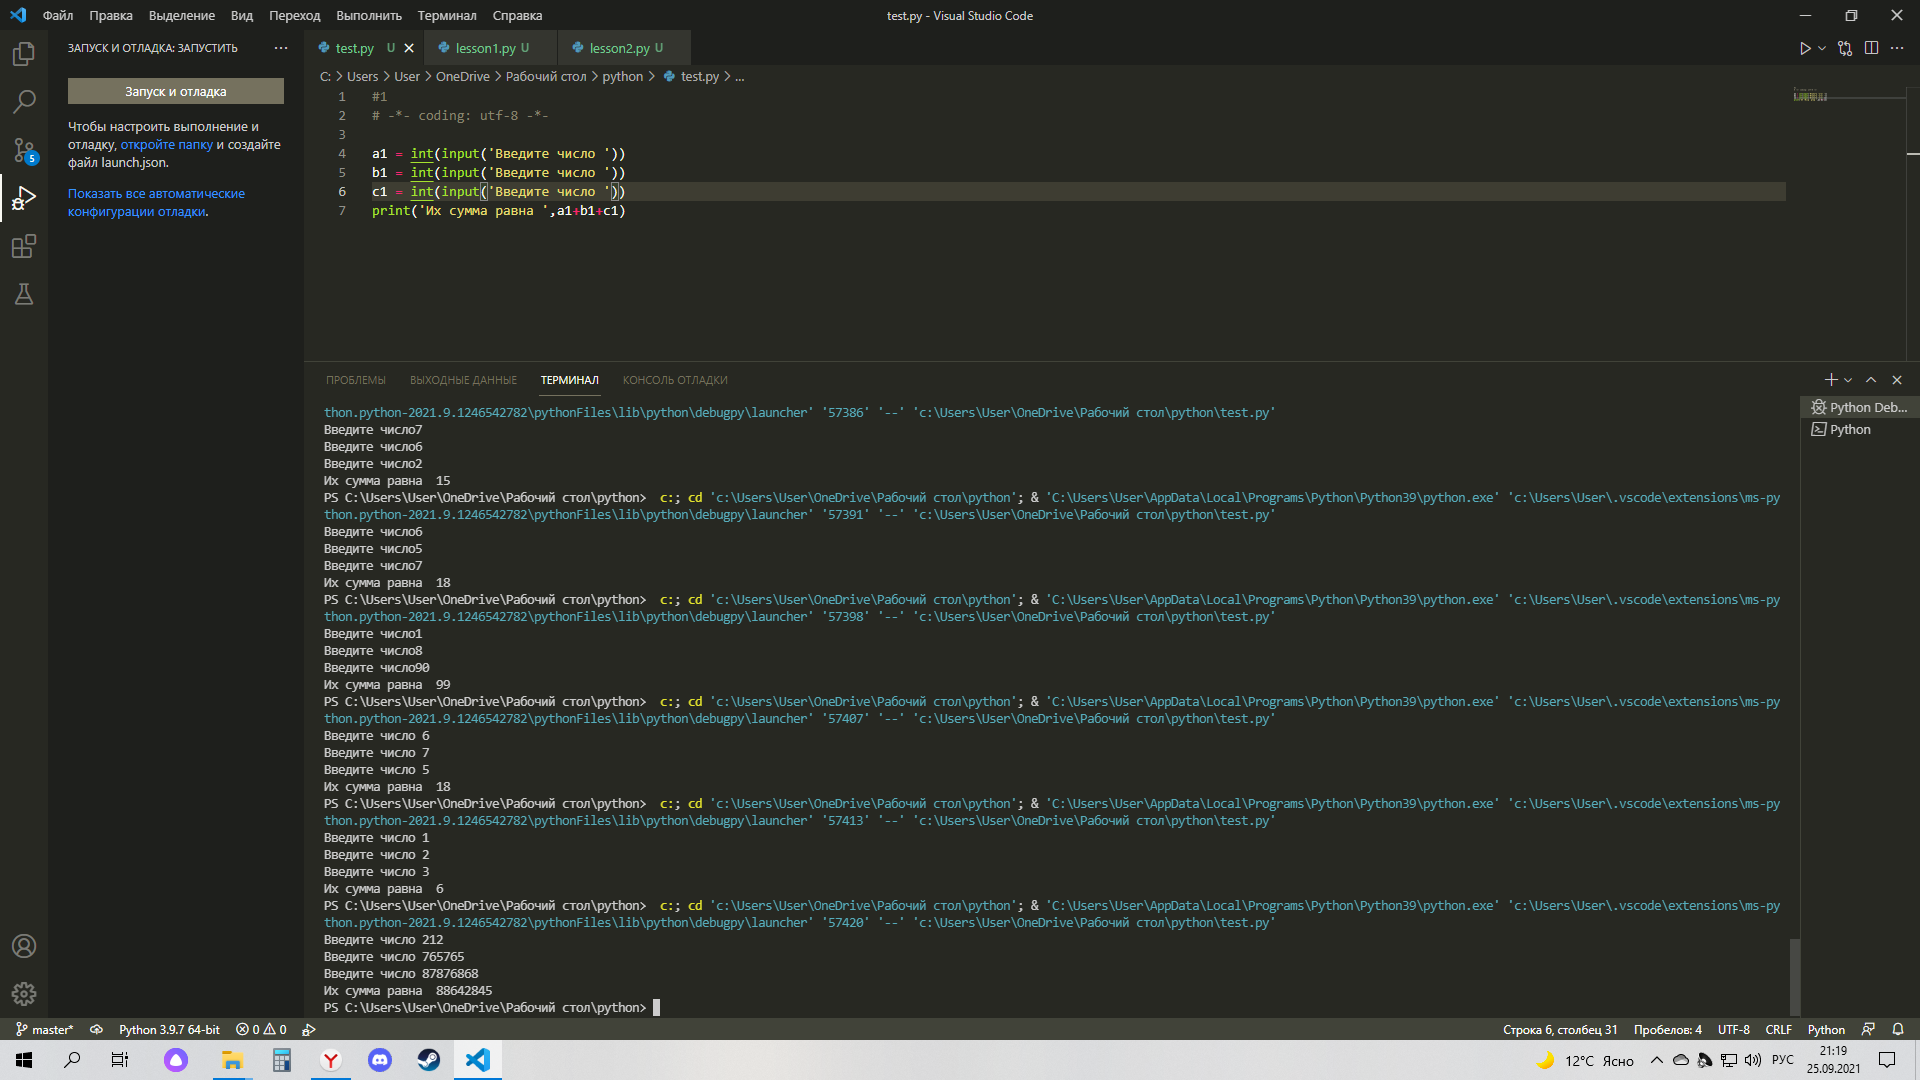 Файл Правка Выделение Вид Переход Выполнить Терминал Справка
test.py - Visual Studio Code
ЗАПУСК И ОТЛАДКА: ЗАПУСТИТЬ ...
Запуск и отладка
Чтобы настроить выполнение и
отладку, откройте папку и создайте
файл launch.json.
Показать все автоматические
конфигурации отладки.
5
test.py U lesson1.py U lesson2.py U
C: > Users > User > OneDrive > Рабочий стол > python > test.py > ...
1 #1
2 # -*- coding: utf-8 -*-
3
4 a1 = int(input('Введите число '))
5 b1 = int(input('Введите число '))
6 c1 = int(input('Введите число '))
7 print('Их сумма равна ',a1+b1+c1)
ПРОБЛЕМЫ ВЫХОДНЫЕ ДАННЫЕ ТЕРМИНАЛ КОНСОЛЬ ОТЛАДКИ
Python Deb...
Python
thon.python-2021.9.1246542782\pythonFiles\lib\python\debugpy\launcher' '57386' '--' 'c:\Users\User\OneDrive\Рабочий стол\python\test.py'
Введите число7
Введите число6
Введите число2
Их сумма равна  15
PS C:\Users\User\OneDrive\Рабочий стол\python>  c:; cd 'c:\Users\User\OneDrive\Рабочий стол\python'; & 'C:\Users\User\AppData\Local\Programs\Python\Python39\python.exe' 'c:\Users\User\.vscode\extensions\ms-py
thon.python-2021.9.1246542782\pythonFiles\lib\python\debugpy\launcher' '57391' '--' 'c:\Users\User\OneDrive\Рабочий стол\python\test.py'
Введите число6
Введите число5
Введите число7
Их сумма равна  18
PS C:\Users\User\OneDrive\Рабочий стол\python>  c:; cd 'c:\Users\User\OneDrive\Рабочий стол\python'; & 'C:\Users\User\AppData\Local\Programs\Python\Python39\python.exe' 'c:\Users\User\.vscode\extensions\ms-py
thon.python-2021.9.1246542782\pythonFiles\lib\python\debugpy\launcher' '57398' '--' 'c:\Users\User\OneDrive\Рабочий стол\python\test.py'
Введите число1
Введите число8
Введите число90
Их сумма равна  99
PS C:\Users\User\OneDrive\Рабочий стол\python>  c:; cd 'c:\Users\User\OneDrive\Рабочий стол\python'; & 'C:\Users\User\AppData\Local\Programs\Python\Python39\python.exe' 'c:\Users\User\.vscode\extensions\ms-py
thon.python-2021.9.1246542782\pythonFiles\lib\python\debugpy\launcher' '57407' '--' 'c:\Users\User\OneDrive\Рабочий стол\python\test.py'
Введите число 6
Введите число 7
Введите число 5
Их сумма равна  18
PS C:\Users\User\OneDrive\Рабочий стол\python>  c:; cd 'c:\Users\User\OneDrive\Рабочий стол\python'; & 'C:\Users\User\AppData\Local\Programs\Python\Python39\python.exe' 'c:\Users\User\.vscode\extensions\ms-py
thon.python-2021.9.1246542782\pythonFiles\lib\python\debugpy\launcher' '57413' '--' 'c:\Users\User\OneDrive\Рабочий стол\python\test.py'
Введите число 1
Введите число 2
Введите число 3
Их сумма равна  6
PS C:\Users\User\OneDrive\Рабочий стол\python>  c:; cd 'c:\Users\User\OneDrive\Рабочий стол\python'; & 'C:\Users\User\AppData\Local\Programs\Python\Python39\python.exe' 'c:\Users\User\.vscode\extensions\ms-py
thon.python-2021.9.1246542782\pythonFiles\lib\python\debugpy\launcher' '57420' '--' 'c:\Users\User\OneDrive\Рабочий стол\python\test.py'
Введите число 212
Введите число 765765
Введите число 87876868
Их сумма равна  88642845
PS C:\Users\User\OneDrive\Рабочий стол\python>
master* Python 3.9.7 64-bit 0 0 Строка 6, столбец 31 Пробелов: 4 UTF-8 CRLF Python
12°C Ясно РУС 21:19
25.09.2021